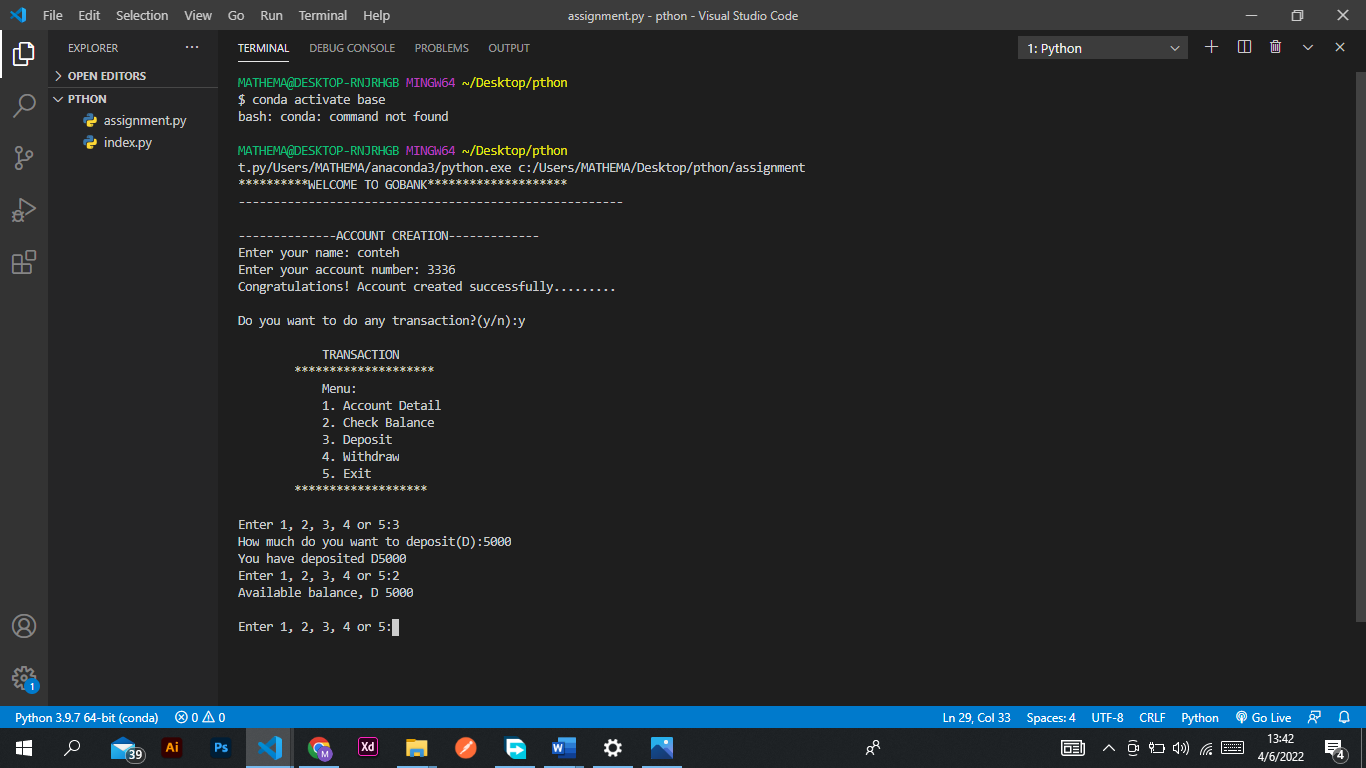 File Edit Selection View Go Run Terminal Help
assignment.py - pthon - Visual Studio Code
EXPLORER
OPEN EDITORS
PTHON
assignment.py
index.py
TERMINAL DEBUG CONSOLE PROBLEMS OUTPUT
1: Python
MATHEMA@DESKTOP-RNJRHGB MINGW64 ~/Desktop/pthon
$ conda activate base
bash: conda: command not found
MATHEMA@DESKTOP-RNJRHGB MINGW64 ~/Desktop/pthon
t.py/Users/MATHEMA/anaconda3/python.exe c:/Users/MATHEMA/Desktop/pthon/assignment
**********WELCOME TO GOBANK********************
-------------------------------------------------------
--------------ACCOUNT CREATION-------------
Enter your name: conteh
Enter your account number: 3336
Congratulations! Account created successfully.........
Do you want to do any transaction?(y/n):y
TRANSACTION
********************
Menu:
1. Account Detail
2. Check Balance
3. Deposit
4. Withdraw
5. Exit
*******************
Enter 1, 2, 3, 4 or 5:3
How much do you want to deposit(D):5000
You have deposited D5000
Enter 1, 2, 3, 4 or 5:2
Available balance, D 5000
Enter 1, 2, 3, 4 or 5:
1
Python 3.9.7 64-bit (conda) 0 0
Ln 29, Col 33 Spaces: 4 UTF-8 CRLF Python Go Live
39
Ai
Ps
M
Xd
W
13:42
4/6/2022
4